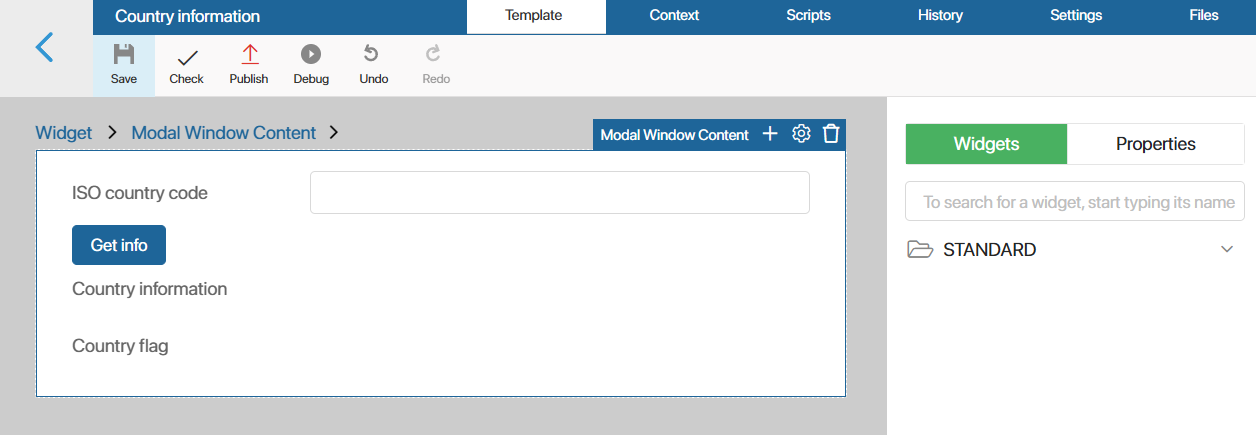 Country information
Template
Context
Scripts
History
Settings
Files
Save
Check
Publish
Debug
Undo
Redo
Widget
Modal Window Content
Modal Window Content
ISO country code
Get info
Country information
Country flag
Widgets
Properties
To search for a widget, start typing its name
STANDARD